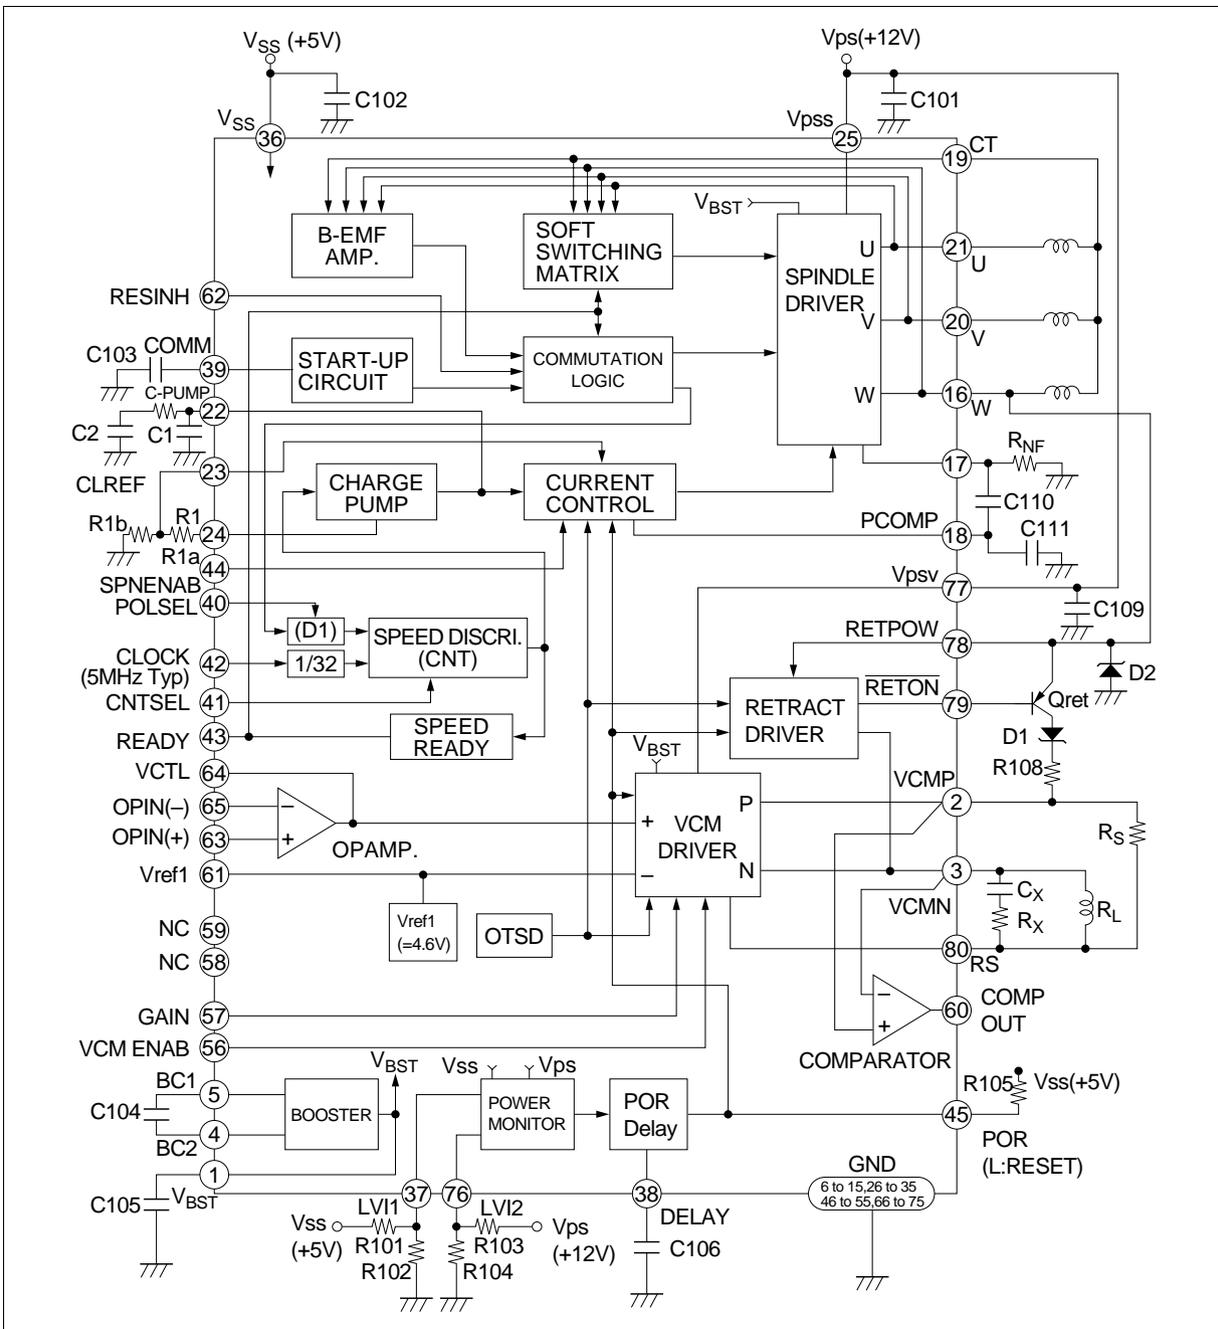 VSS (+5V)
Vps(+12V)
C102
C101
VSS
36
Vpss
25
CT
19
VBST
B-EMF
AMP.
SOFT
SWITCHING
MATRIX
SPINDLE
DRIVER
U
21
U
V
20
V
W
16
W
RESINH
62
C103
COMM
39
START-UP
CIRCUIT
COMMUTATION
LOGIC
C-PUMP
22
C2
C1
23
CLREF
CHARGE
PUMP
CURRENT
CONTROL
17
RNF
C110
R1b
R1
24
R1a
PCOMP
18
C111
44
SPNENAB
POLSEL
40
Vpsv
77
C109
(D1)
SPEED DISCRI.
(CNT)
RETPOW
78
CLOCK
(5MHz Typ)
42
1/32
D2
CNTSEL
41
RETON
79
Qret
RETRACT
DRIVER
READY
43
SPEED
READY
D1
VCTL
64
VBST
R108
OPIN(–)
65
–
VCMP
2
P
OPIN(+)
63
+
OPAMP.
+
VCM
DRIVER
RS
Vref1
61
–
N
3
VCMN
CX
RX
RL
Vref1
(=4.6V)
OTSD
NC
59
NC
58
80
RS
GAIN
57
–
+
60
COMP
OUT
VCM ENAB
56
COMPARATOR
BC1
5
VBST
Vss
Vps
R105
Vss(+5V)
C104
BOOSTER
POWER
MONITOR
POR
Delay
45
BC2
4
POR
(L:RESET)
1
C105
VBST
37
76
38
DELAY
GND
6 to 15,26 to 35
46 to 55,66 to 75
LVI1
LVI2
Vss
(+5V)
R101
R102
R103
R104
Vps
(+12V)
C106